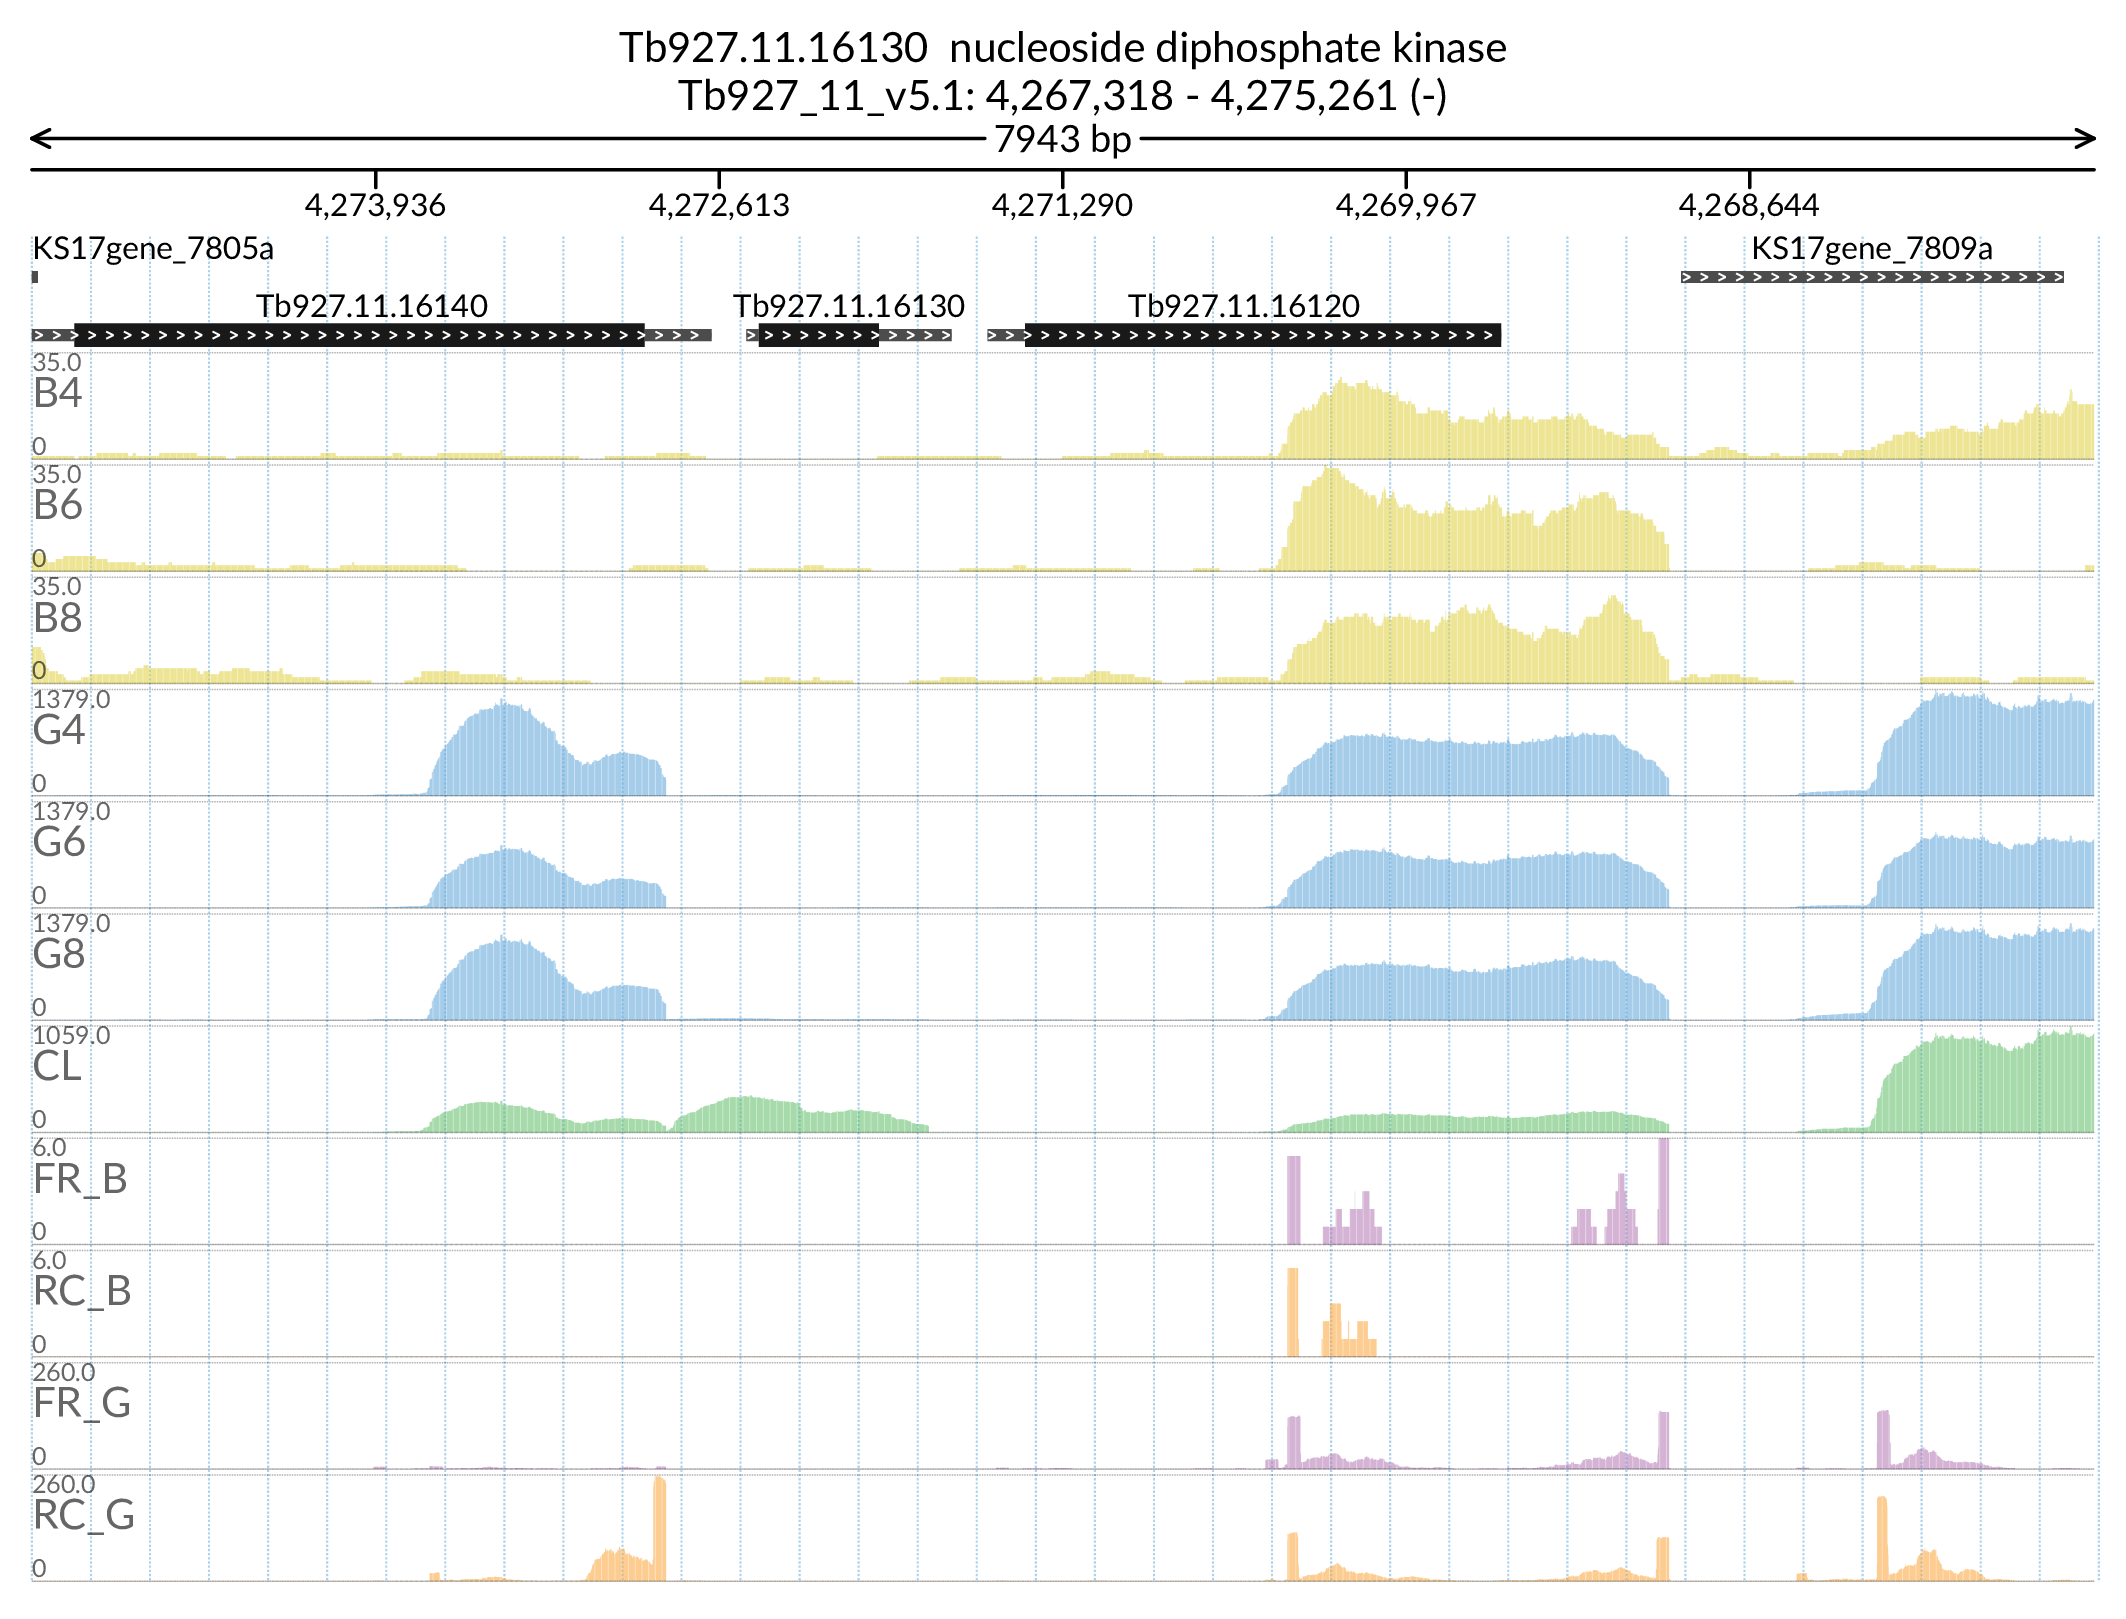 Tb927.11.16130  nucleoside diphosphate kinase
Tb927_11_v5.1: 4,267,318 - 4,275,261 (-)
7943 bp
4,273,936 4,272,613 4,271,290 4,269,967 4,268,644
KS17gene_7805a KS17gene_7809a
Tb927.11.16140 Tb927.11.16130 Tb927.11.16120
35.0
B4
0
35.0
B6
0
35.0
B8
0
1379.0
G4
0
1379.0
G6
0
1379.0
G8
0
1059.0
CL
0
6.0
FR_B
0
6.0
RC_B
0
260.0
FR_G
0
260.0
RC_G
0